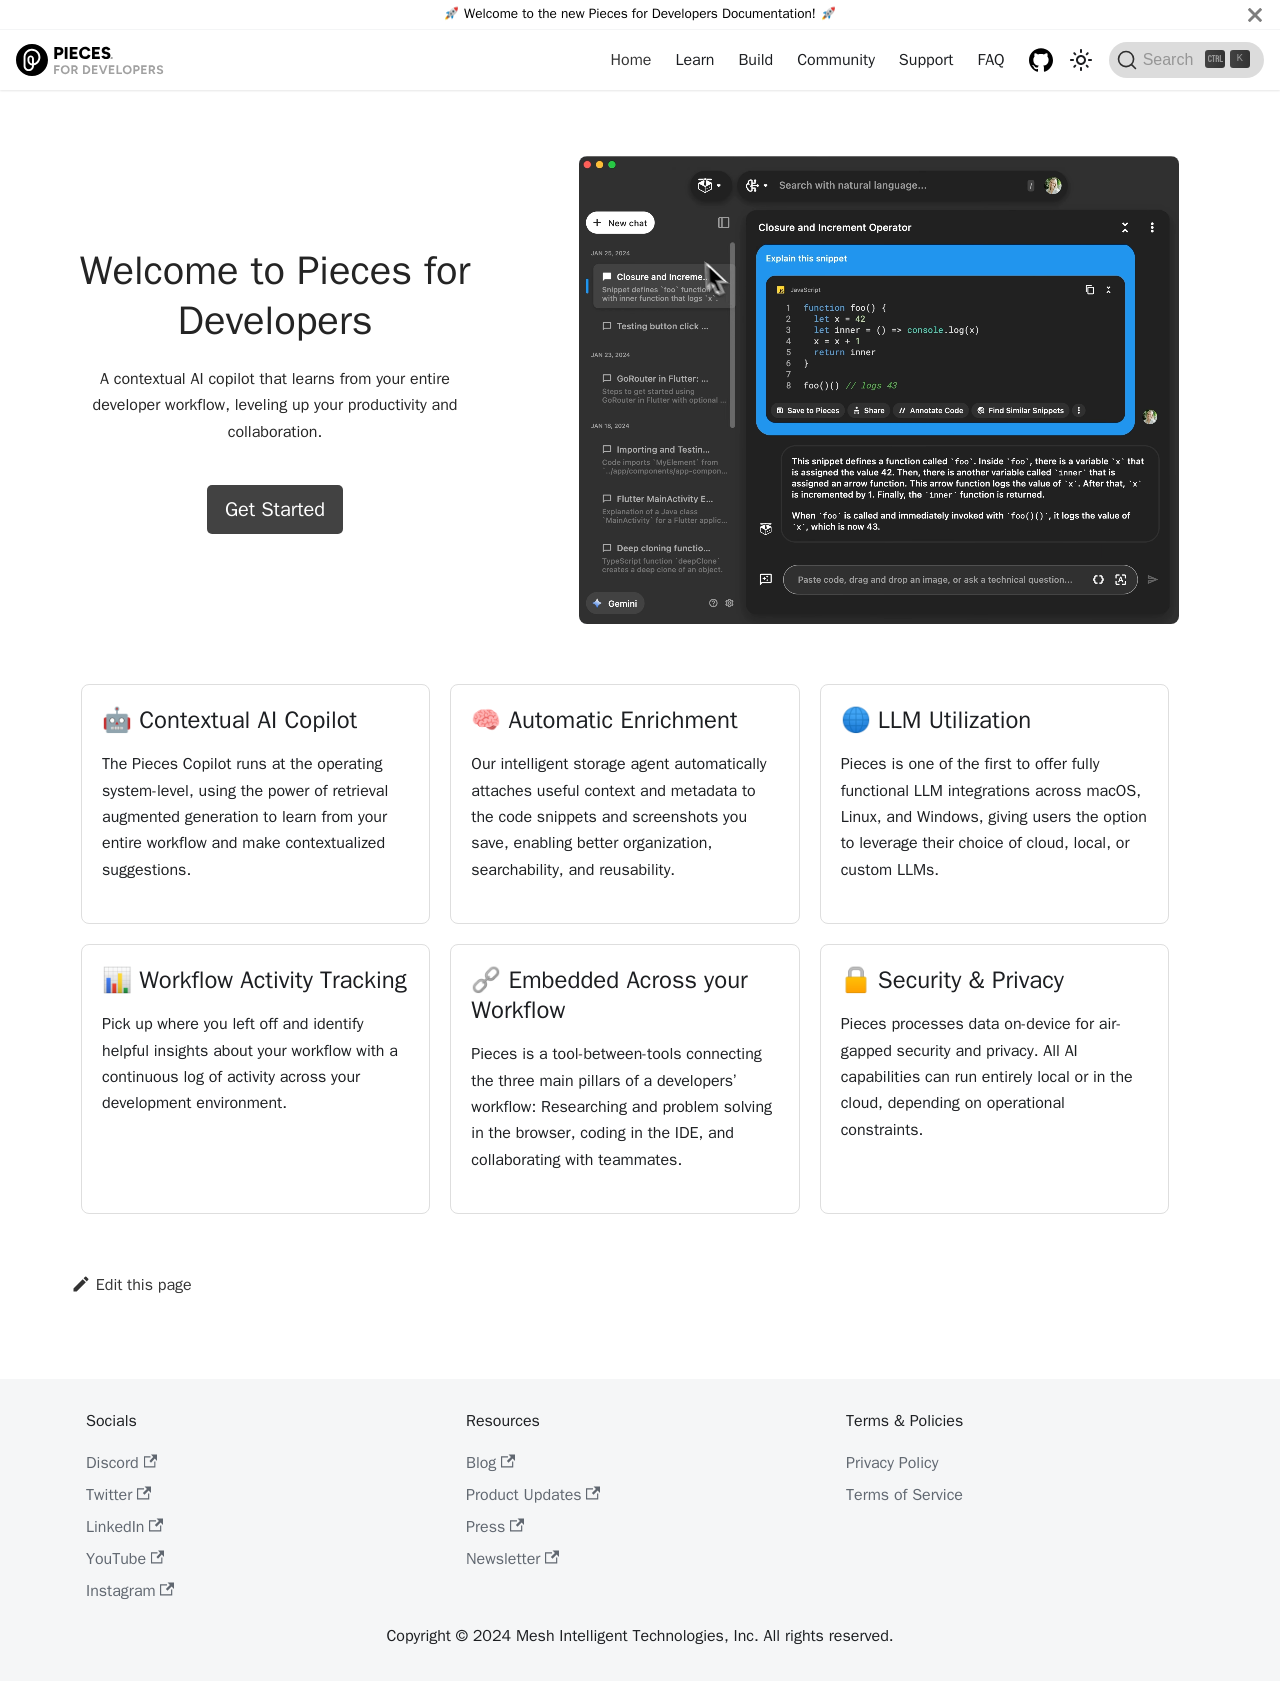 🚀 Welcome to the new Pieces for Developers Documentation! 🚀
PIECES
FOR DEVELOPERS
Home Learn Build Community Support FAQ Search CTRL K
Search with natural language... /
New chat
Closure and Increment Operator
JAN 25, 2024
Explain this snippet
Closure and Increme...
Snippet defines `foo` function
with inner function that logs `x`.
JavaScript
1 function foo() {
2 let x = 42
3 let inner = () => console.log(x)
4 x = x + 1
5 return inner
6 }
7
8 foo()() // logs 43
Testing button click ...
JAN 23, 2024
GoRouter in Flutter: ...
Steps to get started using
GoRouter in Flutter with optional ...
Save to Pieces Share Annotate Code Find Similar Snippets
JAN 18, 2024
Importing and Testin...
Code imports `MyElement` from
`../app/components/app-compon...
Flutter MainActivity E...
Explanation of a Java class
`MainActivity` for a Flutter applic...
Deep cloning functio...
TypeScript function `deepClone`
creates a deep clone of an object.
This snippet defines a function called `foo`. Inside `foo`, there is a variable `x` that
is assigned the value 42. Then, there is another variable called `inner` that is
assigned an arrow function. This arrow function logs the value of `x`. After that, `x`
is incremented by 1. Finally, the `inner` function is returned.
When `foo` is called and immediately invoked with `foo()()`, it logs the value of
`x`, which is now 43.
Paste code, drag and drop an image, or ask a technical question...
Gemini
Welcome to Pieces for
Developers
A contextual AI copilot that learns from your entire
developer workflow, leveling up your productivity and
collaboration.
Get Started
🤖 Contextual AI Copilot
The Pieces Copilot runs at the operating
system-level, using the power of retrieval
augmented generation to learn from your
entire workflow and make contextualized
suggestions.
🧠 Automatic Enrichment
Our intelligent storage agent automatically
attaches useful context and metadata to
the code snippets and screenshots you
save, enabling better organization,
searchability, and reusability.
🌐 LLM Utilization
Pieces is one of the first to offer fully
functional LLM integrations across macOS,
Linux, and Windows, giving users the option
to leverage their choice of cloud, local, or
custom LLMs.
📊 Workflow Activity Tracking
Pick up where you left off and identify
helpful insights about your workflow with a
continuous log of activity across your
development environment.
🔗 Embedded Across your
Workflow
Pieces is a tool-between-tools connecting
the three main pillars of a developers’
workflow: Researching and problem solving
in the browser, coding in the IDE, and
collaborating with teammates.
🔒 Security & Privacy
Pieces processes data on-device for air-
gapped security and privacy. All AI
capabilities can run entirely local or in the
cloud, depending on operational
constraints.
Edit this page
Socials
Discord
Twitter
LinkedIn
YouTube
Instagram
Resources
Blog
Product Updates
Press
Newsletter
Terms & Policies
Privacy Policy
Terms of Service
Copyright © 2024 Mesh Intelligent Technologies, Inc. All rights reserved.